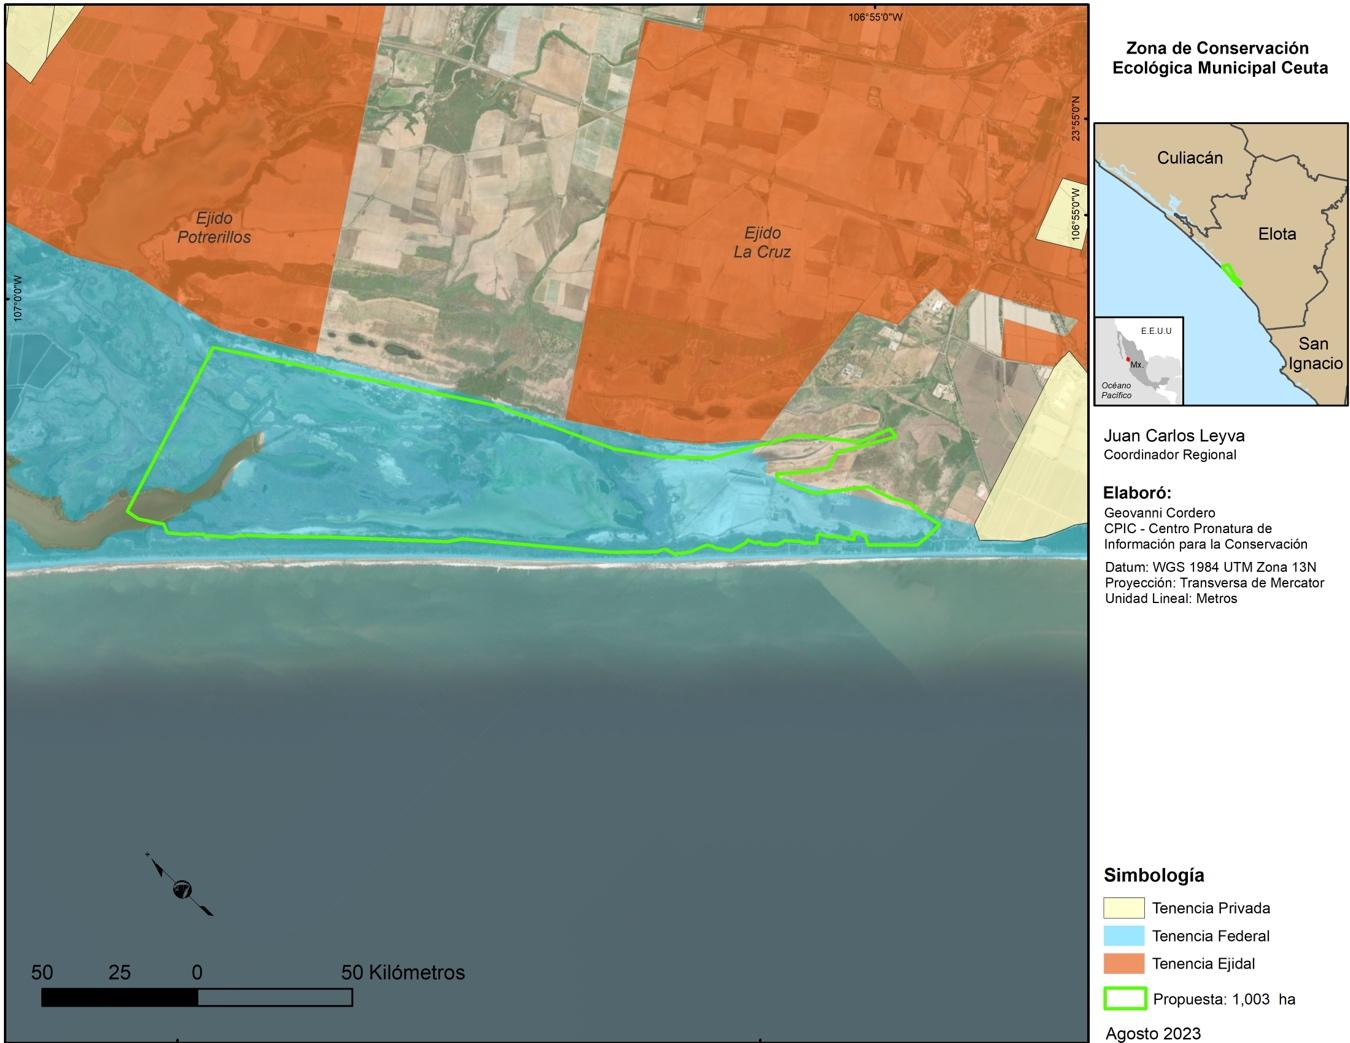 106°55'0"W
23°55'0"N
106°55'0"W
107°0'0"W
Ejido
Potrerillos
Ejido
La Cruz
50 25 0 50 Kilómetros
Zona de Conservación
Ecológica Municipal Ceuta
Culiacán
Elota
San
Ignacio
E.E.U.U
Mx.
Océano
Pacífico
Juan Carlos Leyva
Coordinador Regional
Elaboró:
Geovanni Cordero
CPIC - Centro Pronatura de
Información para la Conservación
Datum: WGS 1984 UTM Zona 13N
Proyección: Transversa de Mercator
Unidad Lineal: Metros
Simbología
Tenencia Privada
Tenencia Federal
Tenencia Ejidal
Propuesta: 1,003 ha
Agosto 2023